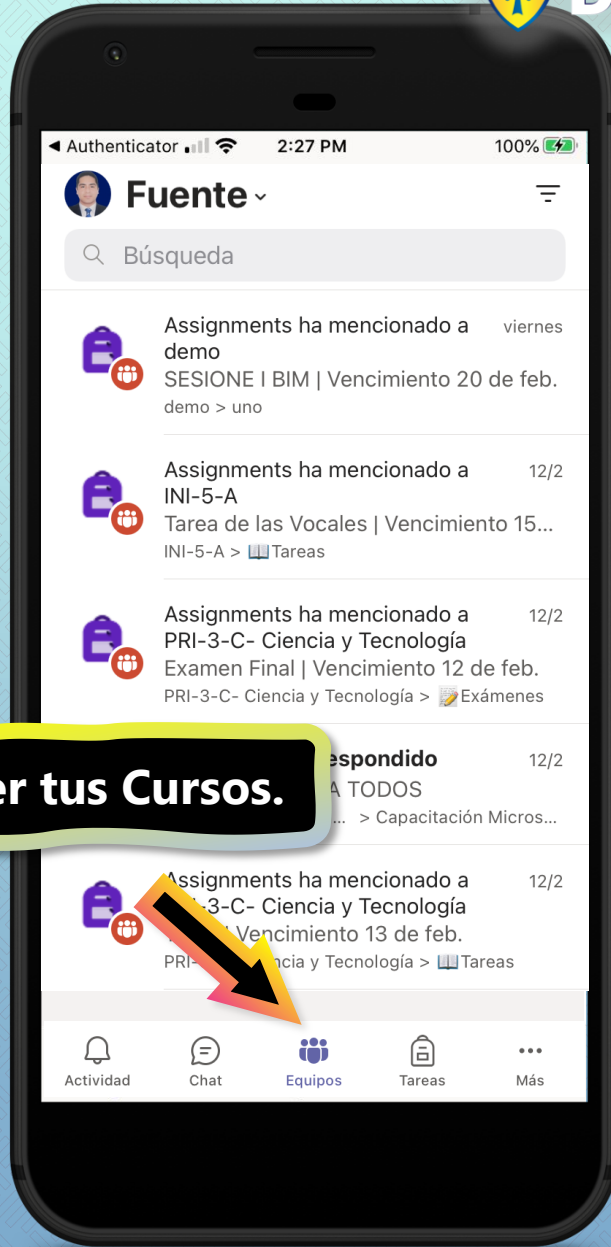 Authenticator 2:27 PM 100%
Fuente
Búsqueda
Assignments ha mencionado a viernes
demo
SESIONE I BIM | Vencimiento 20 de feb.
demo > uno
Assignments ha mencionado a 12/2
INI-5-A
Tarea de las Vocales | Vencimiento 15...
INI-5-A > 📖Tareas
Assignments ha mencionado a 12/2
PRI-3-C- Ciencia y Tecnología
Examen Final | Vencimiento 12 de feb.
PRI-3-C- Ciencia y Tecnología > 📝Exámenes
12/2
A TODOS
... > Capacitación Micros...
tus Cursos.
Assignments ha mencionado a 12/2
-3-C- Ciencia y Tecnología
Vencimiento 13 de feb.
y Tecnología > 📖Tareas
Actividad Chat Equipos Tareas Más